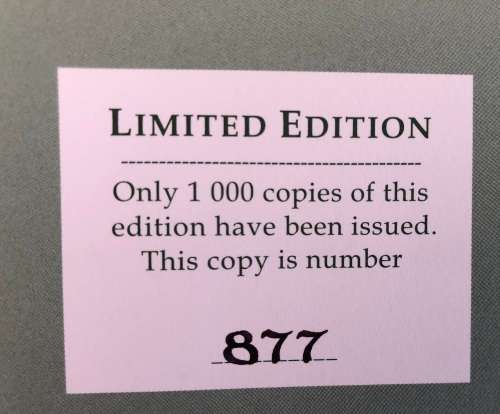 LIMITED EDITION
Only 1 000 copies of this
edition have been issued.
This copy is number
877